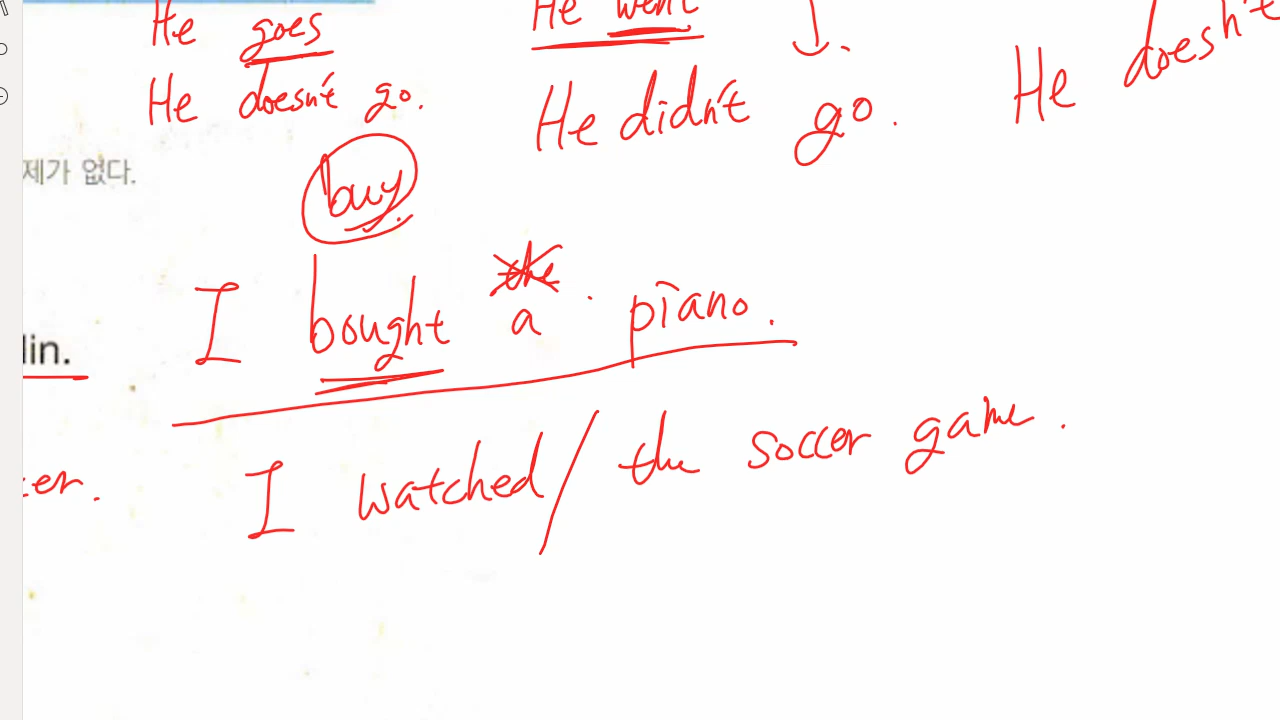 He goes
He went
He doesn't
He doesn't go.
He didn't go.
제가 없다.
buy
the
I bought a piano.
lin.
I watched / the soccer game.
cer.